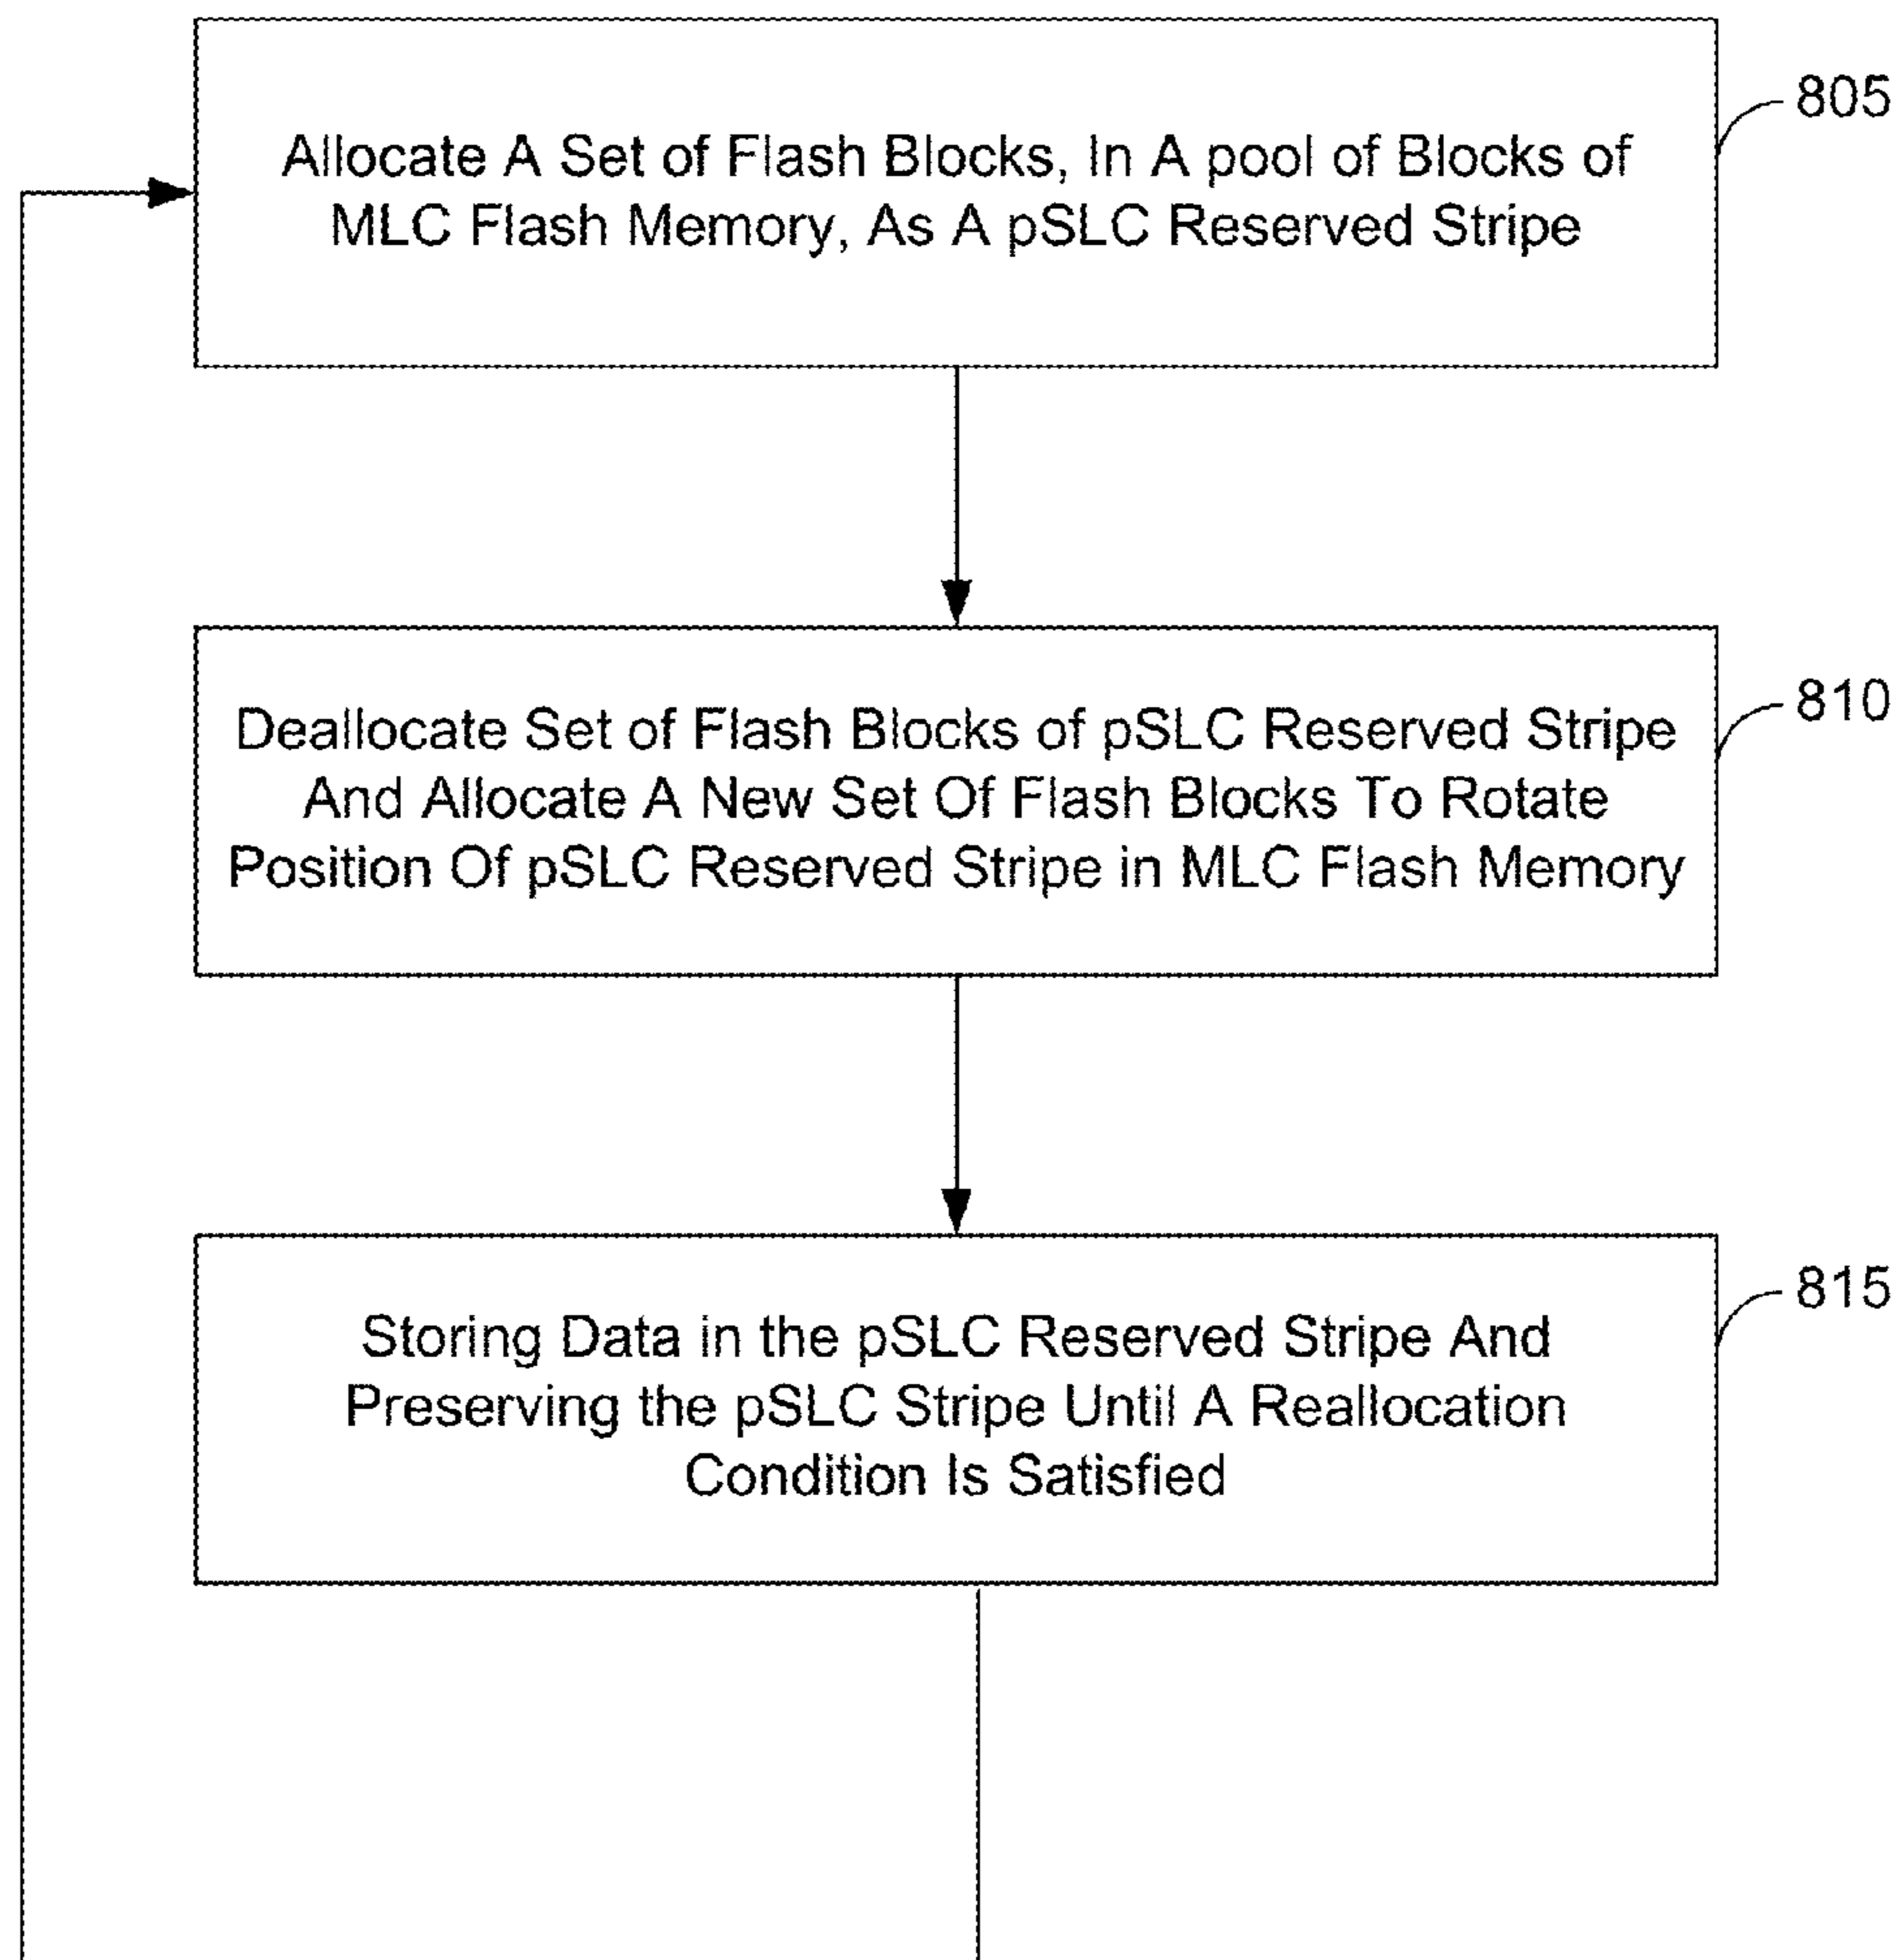 805
Allocate A Set of Flash Blocks, In A pool of Blocks of
MLC Flash Memory, As A pSLC Reserved Stripe
810
Deallocate Set of Flash Blocks of pSLC Reserved Stripe
And Allocate A New Set Of Flash Blocks To Rotate
Position Of pSLC Reserved Stripe in MLC Flash Memory
815
Storing Data in the pSLC Reserved Stripe And
Preserving the pSLC Stripe Until A Reallocation
Condition Is Satisfied